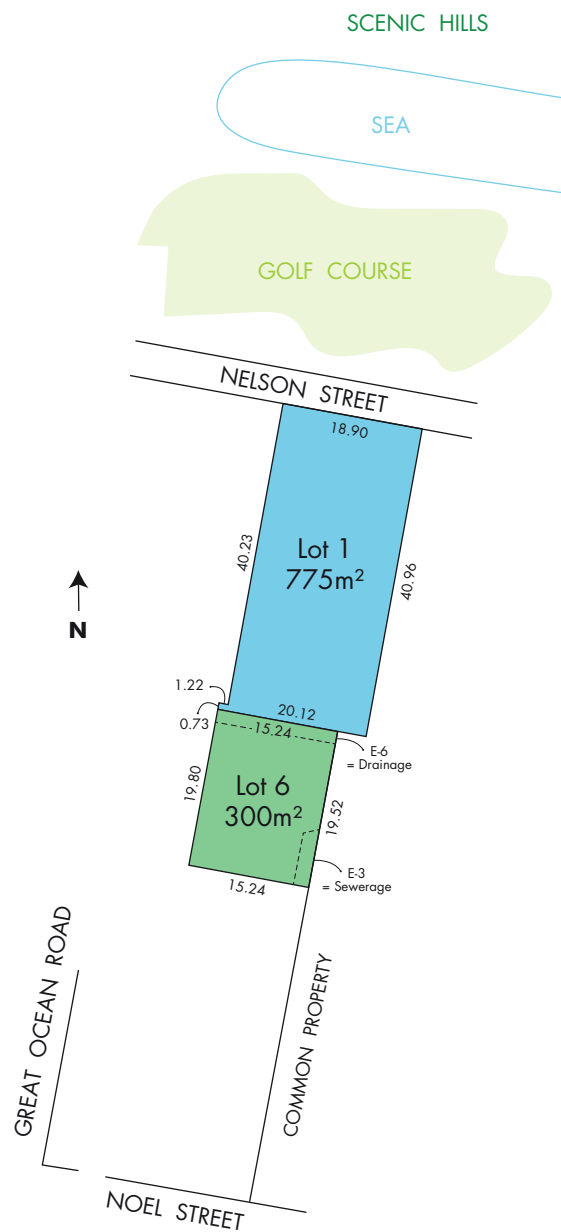 SCENIC HILLS
SEA
GOLF COURSE
NELSON STREET
18.90
40.23
Lot 1
775m²
40.96
N
1.22
20.12
0.73
15.24
E-6
= Drainage
19.80
Lot 6
300m²
19.52
15.24
E-3
= Sewerage
GREAT OCEAN ROAD
COMMON PROPERTY
NOEL STREET